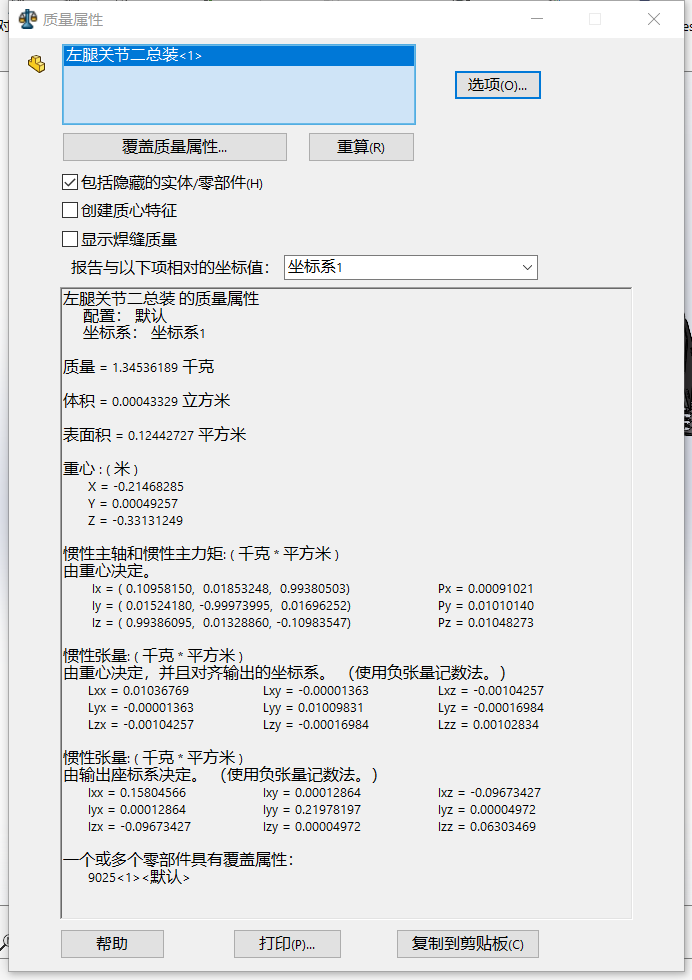 质量属性
对
es
左腿关节二总装<1>
选项(O)...
覆盖质量属性...
重算(R)
包括隐藏的实体/零部件(H)
创建质心特征
显示焊缝质量
报告与以下项相对的坐标值： 坐标系1
左腿关节二总装 的质量属性
配置： 默认
坐标系： 坐标系1
质量 = 1.34536189 千克
体积 = 0.00043329 立方米
表面积 = 0.12442727 平方米
重心 : ( 米 )
X = -0.21468285
Y = 0.00049257
Z = -0.33131249
惯性主轴和惯性主力矩: ( 千克 * 平方米 )
由重心决定。
Ix = ( 0.10958150, 0.01853248, 0.99380503) Px = 0.00091021
Iy = ( 0.01524180, -0.99973995, 0.01696252) Py = 0.01010140
Iz = ( 0.99386095, 0.01328860, -0.10983547) Pz = 0.01048273
惯性张量: ( 千克 * 平方米 )
由重心决定，并且对齐输出的坐标系。 （使用负张量记数法。）
Lxx = 0.01036769 Lxy = -0.00001363 Lxz = -0.00104257
Lyx = -0.00001363 Lyy = 0.01009831 Lyz = -0.00016984
Lzx = -0.00104257 Lzy = -0.00016984 Lzz = 0.00102834
惯性张量: ( 千克 * 平方米 )
由输出座标系决定。 （使用负张量记数法。）
Ixx = 0.15804566 Ixy = 0.00012864 Ixz = -0.09673427
Iyx = 0.00012864 Iyy = 0.21978197 Iyz = 0.00004972
Izx = -0.09673427 Izy = 0.00004972 Izz = 0.06303469
一个或多个零部件具有覆盖属性：
9025<1><默认>
帮助
打印(P)...
复制到剪贴板(C)